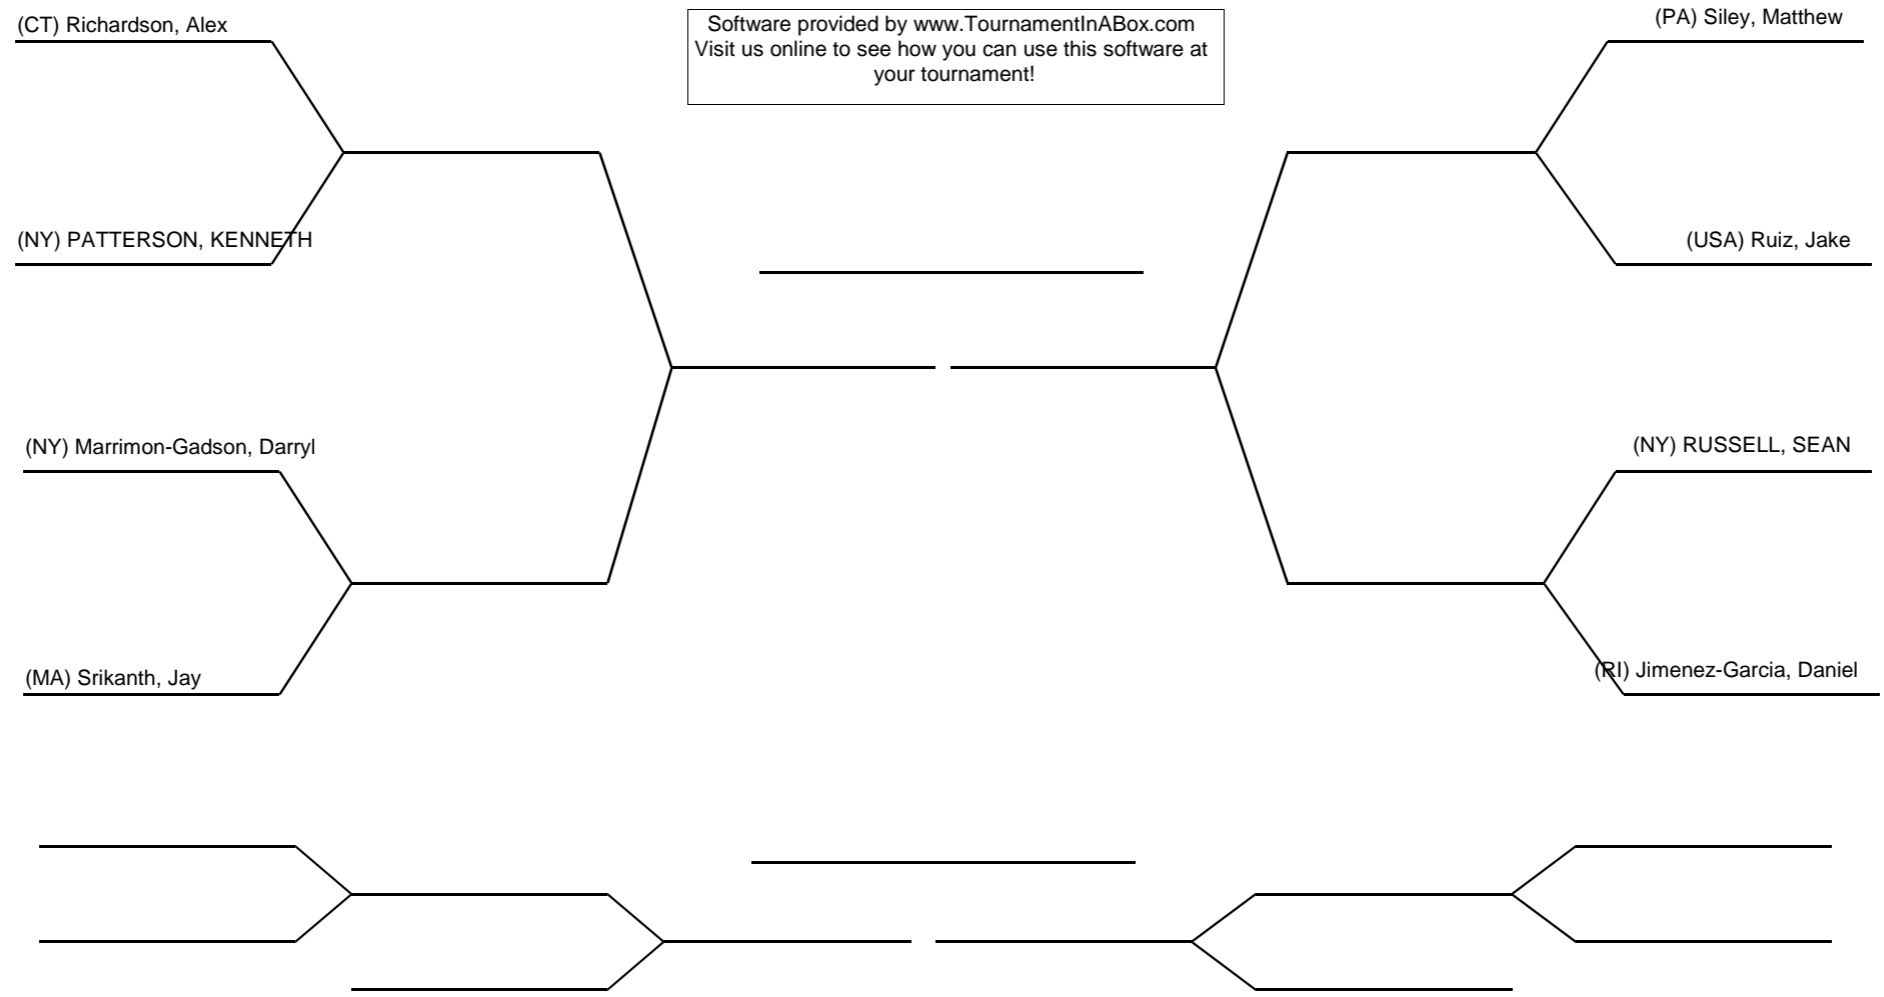 (CT) Richardson, Alex
Software provided by www.TournamentInABox.com
Visit us online to see how you can use this software at
your tournament!
(PA) Siley, Matthew
(NY) PATTERSON, KENNETH
(USA) Ruiz, Jake
(NY) Marrimon-Gadson, Darryl
(NY) RUSSELL, SEAN
(MA) Srikanth, Jay
(RI) Jimenez-Garcia, Daniel